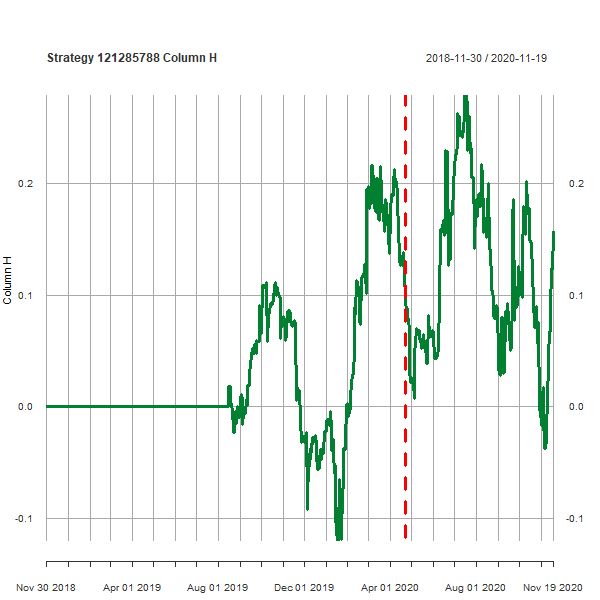 Strategy 121285788 Column H
2018-11-30 / 2020-11-19
Column H
0.2
0.2
0.1
0.1
0.0
0.0
-0.1
-0.1
Nov 30 2018
Apr 01 2019
Aug 01 2019
Dec 01 2019
Apr 01 2020
Aug 01 2020
Nov 19 2020